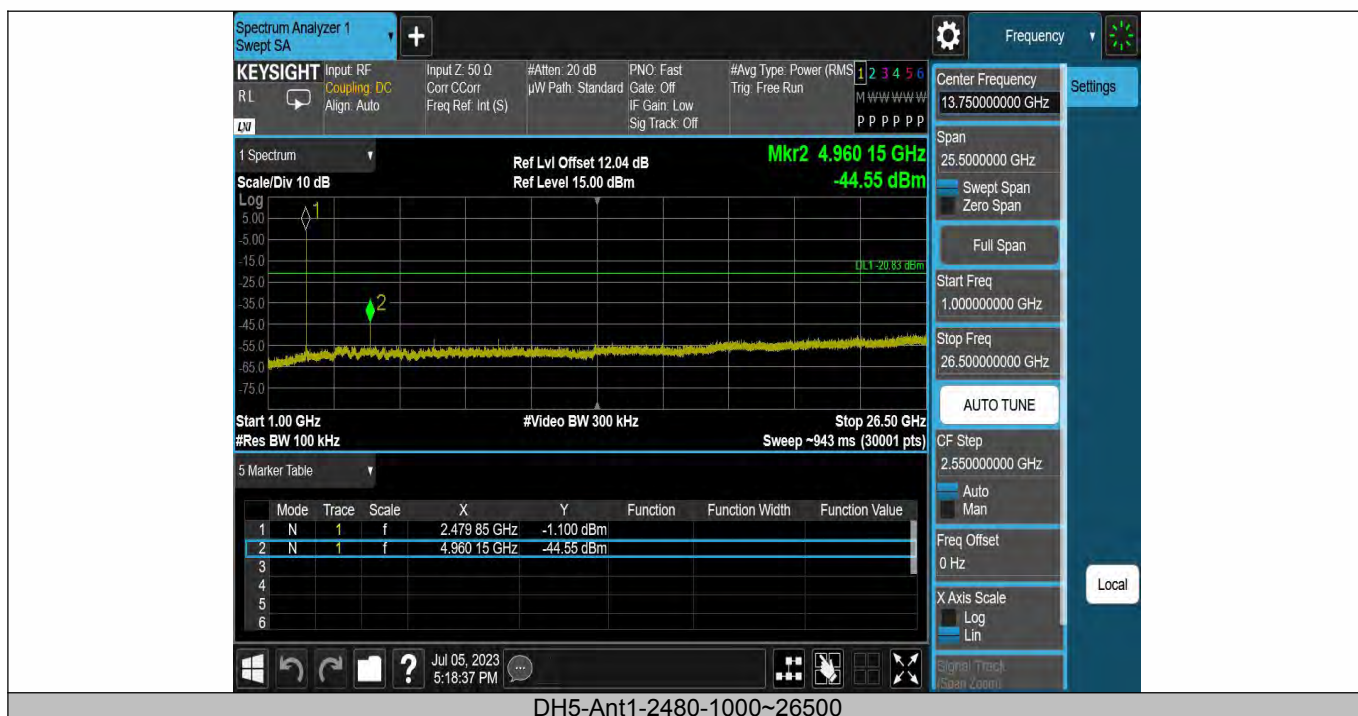 Spectrum Analyzer 1
Swept SA
Frequency
KEYSIGHT
RL
LXI
Input: RF
Coupling: DC
Align: Auto
Input Z: 50 Ω
Corr CCorr
Freq Ref: Int (S)
#Atten: 20 dB
µW Path: Standard
PNO: Fast
Gate: Off
IF Gain: Low
Sig Track: Off
#Avg Type: Power (RMS
Trig: Free Run
1 2 3 4 5 6
M W W W W W
P P P P P P
1 Spectrum
Scale/Div 10 dB
Ref Lvl Offset 12.04 dB
Ref Level 15.00 dBm
Mkr2 4.960 15 GHz
-44.55 dBm
Log
5.00
-5.00
-15.0
-25.0
-35.0
-45.0
-55.0
-65.0
-75.0
1
2
DL1 -20.83 dBm
Start 1.00 GHz
#Video BW 300 kHz
Stop 26.50 GHz
#Res BW 100 kHz
Sweep ~943 ms (30001 pts)
5 Marker Table
Mode Trace Scale X Y Function Function Width Function Value
1 N 1 f 2.479 85 GHz -1.100 dBm
2 N 1 f 4.960 15 GHz -44.55 dBm
3
4
5
6
Jul 05, 2023
5:18:37 PM
Center Frequency
13.750000000 GHz
Settings
Span
25.5000000 GHz
Swept Span
Zero Span
Full Span
Start Freq
1.000000000 GHz
Stop Freq
26.500000000 GHz
AUTO TUNE
CF Step
2.550000000 GHz
Auto
Man
Freq Offset
0 Hz
X Axis Scale
Log
Lin
Signal Track
(Span Zoom)
Local
DH5-Ant1-2480-1000~26500